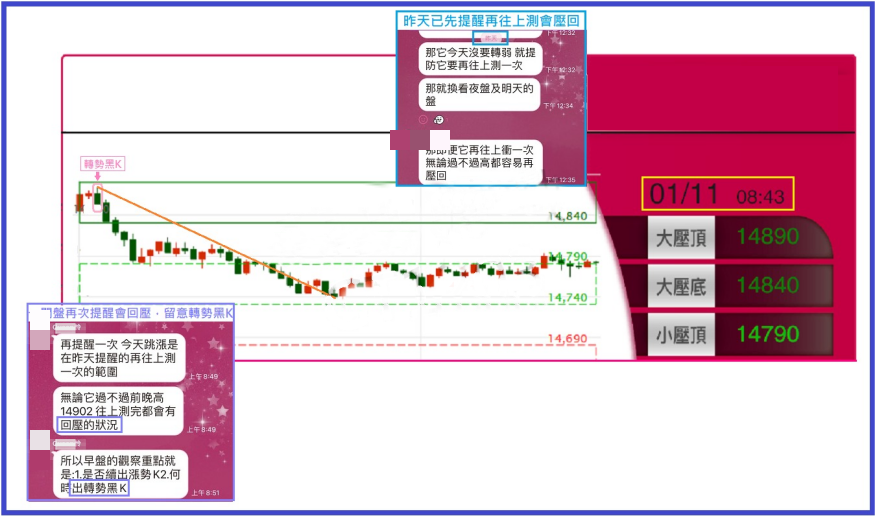 昨天已先提醒再往上測會壓回
下午12:32
昨天
那它今天沒要轉弱 就提
防它要再往上測一次
下午12:32
那就換看夜盤及明天的
盤
下午12:34
那即便它再往上衝一次
無論過不過高都容易再
壓回
下午12:35
轉勢黑K
14,840
14,790
14,740
14,690
01/11 08:43
大壓頂 14890
大壓底 14840
小壓頂 14790
盤再次提醒會回壓，留意轉勢黑K
再提醒一次 今天跳漲是
在昨天提醒的再往上測
一次的範圍
上午8:49
無論它過不過前晚高
14902 往上測完都會有
回壓的狀況
上午8:49
所以早盤的觀察重點就
是:1.是否續出漲勢K2.何
時出轉勢黑K
上午8:51